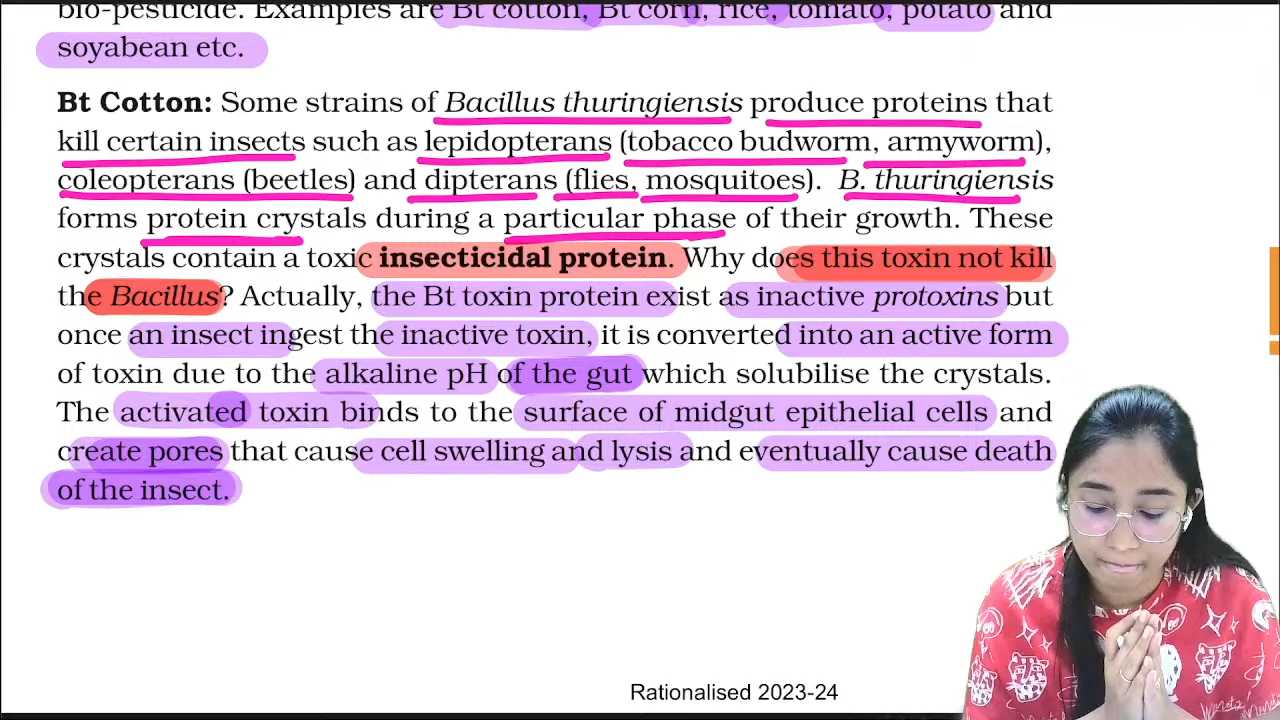 bio-pesticide. Examples are Bt cotton, Bt corn, rice, tomato, potato and
soyabean etc.
Bt Cotton: Some strains of Bacillus thuringiensis produce proteins that
kill certain insects such as lepidopterans (tobacco budworm, armyworm),
coleopterans (beetles) and dipterans (flies, mosquitoes). B. thuringiensis
forms protein crystals during a particular phase of their growth. These
crystals contain a toxic insecticidal protein. Why does this toxin not kill
the Bacillus? Actually, the Bt toxin protein exist as inactive protoxins but
once an insect ingest the inactive toxin, it is converted into an active form
of toxin due to the alkaline pH of the gut which solubilise the crystals.
The activated toxin binds to the surface of midgut epithelial cells and
create pores that cause cell swelling and lysis and eventually cause death
of the insect.
Rationalised 2023-24